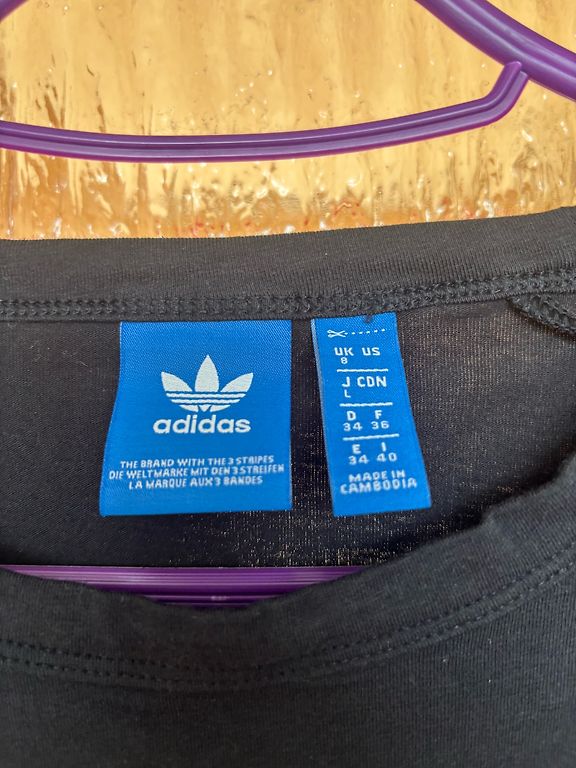 adidas
THE BRAND WITH THE 3 STRIPES
DIE WELTMARKE MIT DEN 3 STREIFEN
LA MARQUE AUX 3 BANDES
UK US
8
J CDN
L
D F
34 36
E I
34 40
MADE IN
CAMBODIA